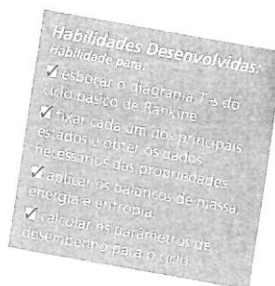 Habilidades Desenvolvidas:
Habilidade para:
✓ esboçar o diagrama T-s do
ciclo básico de Rankine
✓ fixar cada um dos principais
estados e obter os dados
necessários das propriedades
✓ aplicar os balanços de massa,
energia e entropia
✓ calcular os parâmetros de
desempenho para o ciclo